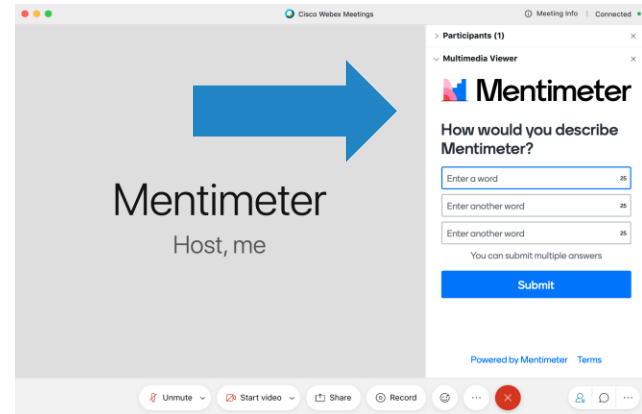 Cisco Webex Meetings
Meeting Info | Connected
Participants (1)
Multimedia Viewer
Mentimeter
How would you describe
Mentimeter?
Enter a word 25
Enter another word 25
Enter another word 25
You can submit multiple answers
Submit
Powered by Mentimeter Terms
Mentimeter
Host, me
Unmute Start video Share Record